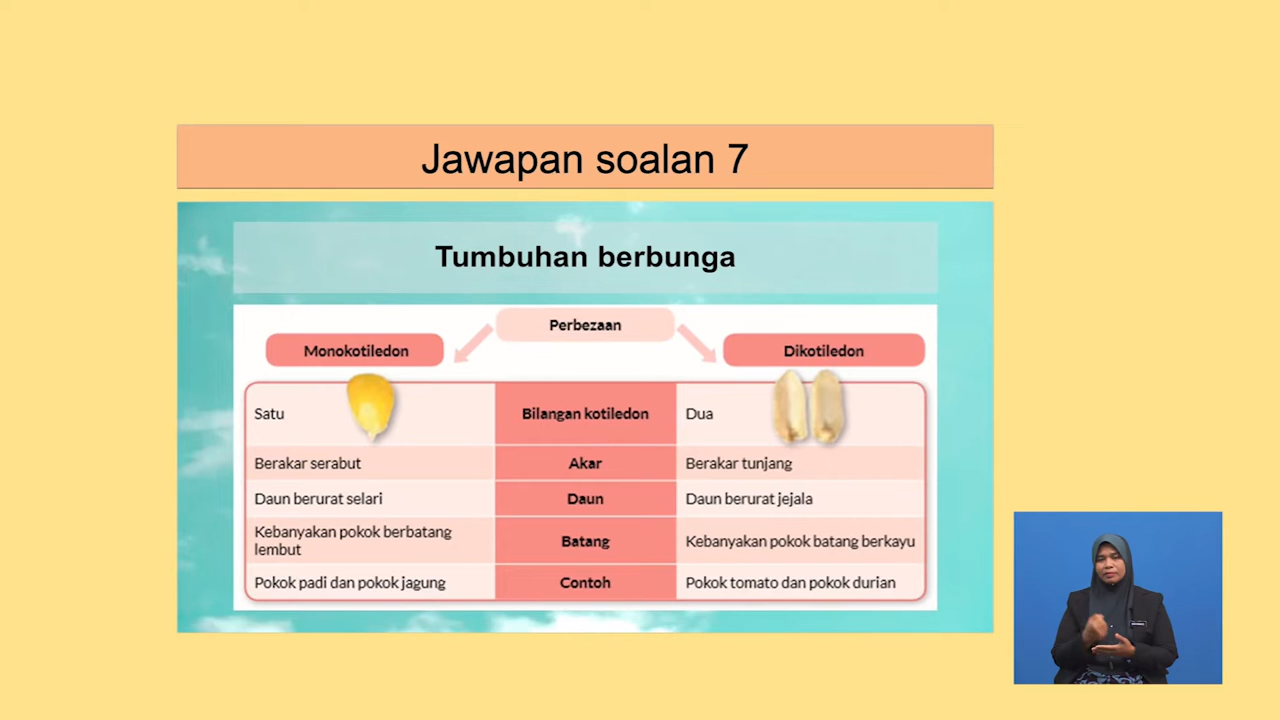 Jawapan soalan 7
Tumbuhan berbunga
Perbezaan
Monokotiledon
Dikotiledon
Satu
Bilangan kotiledon
Dua
Berakar serabut
Akar
Berakar tunjang
Daun berurat selari
Daun
Daun berurat jejala
Kebanyakan pokok berbatang
lembut
Batang
Kebanyakan pokok batang berkayu
Pokok padi dan pokok jagung
Contoh
Pokok tomato dan pokok durian